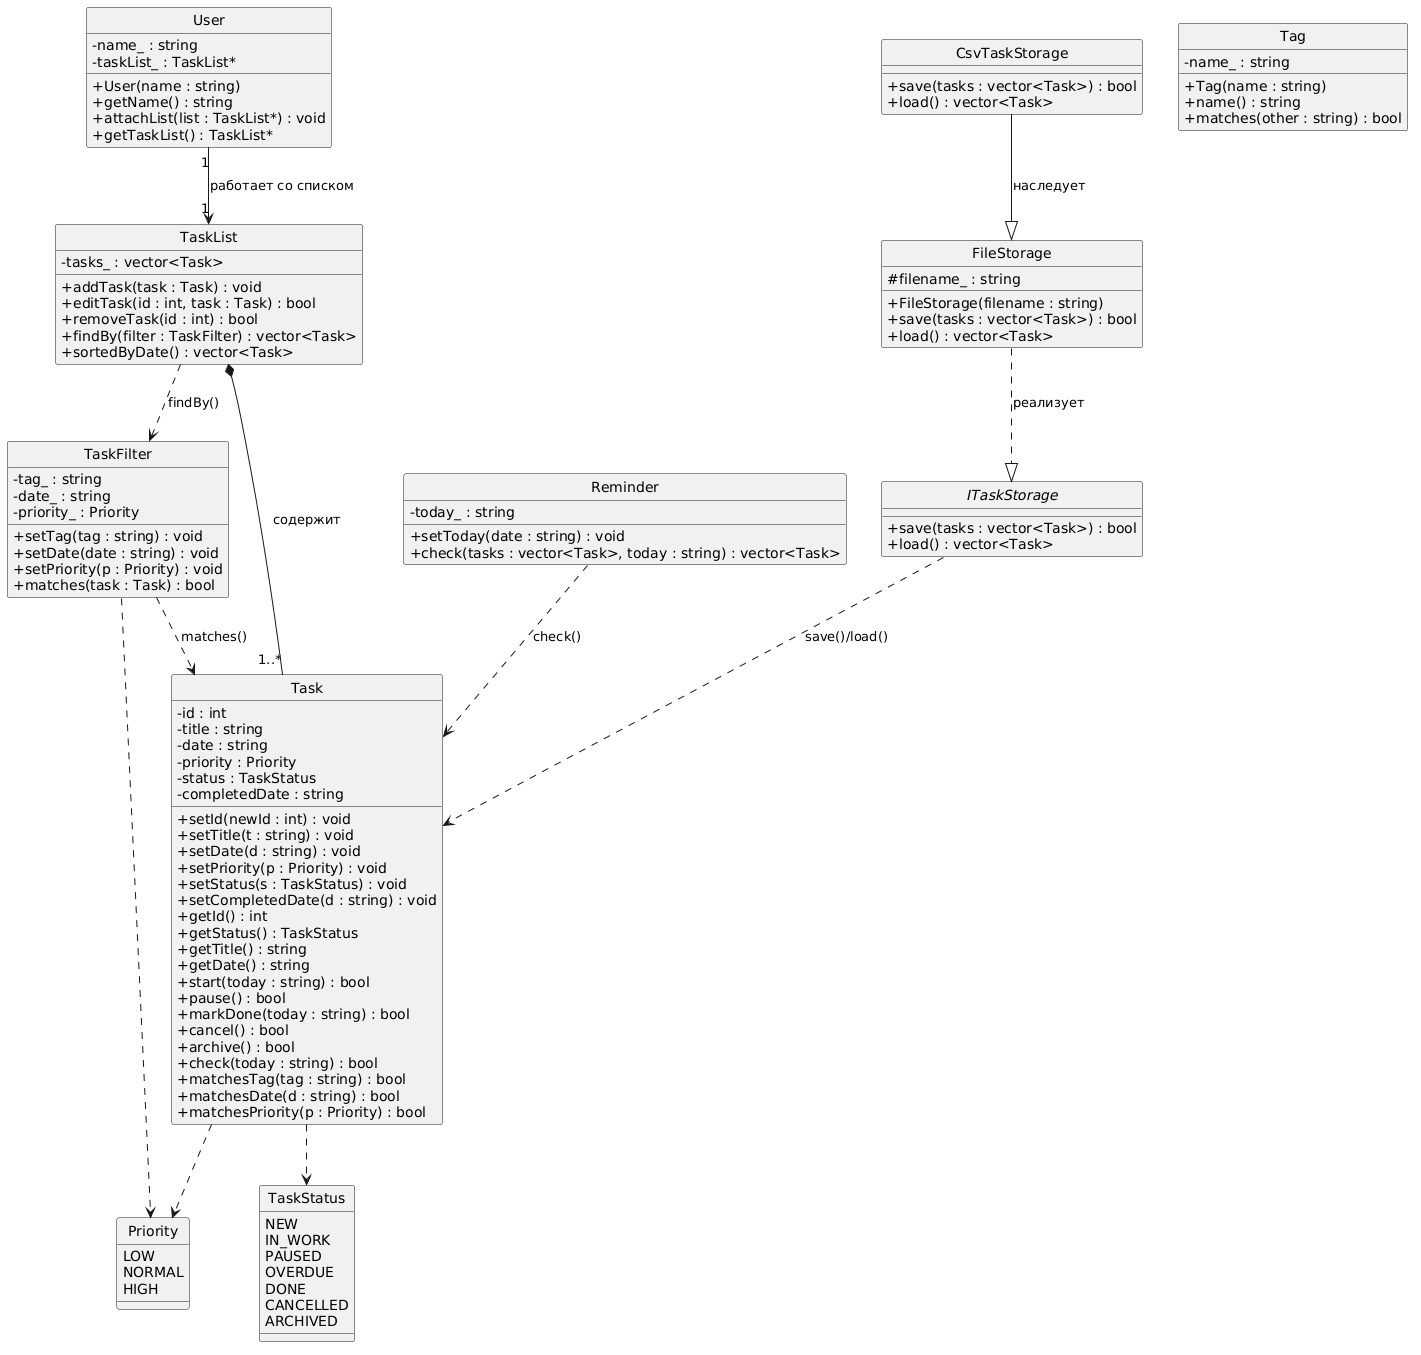 User
-name_ : string
-taskList_ : TaskList*
+User(name : string)
+getName() : string
+attachList(list : TaskList*) : void
+getTaskList() : TaskList*
1
работает со списком
1
TaskList
-tasks_ : vector<Task>
+addTask(task : Task) : void
+editTask(id : int, task : Task) : bool
+removeTask(id : int) : bool
+findBy(filter : TaskFilter) : vector<Task>
+sortedByDate() : vector<Task>
findBy()
содержит
1..*
TaskFilter
-tag_ : string
-date_ : string
-priority_ : Priority
+setTag(tag : string) : void
+setDate(date : string) : void
+setPriority(p : Priority) : void
+matches(task : Task) : bool
matches()
Reminder
-today_ : string
+setToday(date : string) : void
+check(tasks : vector<Task>, today : string) : vector<Task>
check()
CsvTaskStorage
+save(tasks : vector<Task>) : bool
+load() : vector<Task>
наследует
FileStorage
#filename_ : string
+FileStorage(filename : string)
+save(tasks : vector<Task>) : bool
+load() : vector<Task>
реализует
ITaskStorage
+save(tasks : vector<Task>) : bool
+load() : vector<Task>
save()/load()
Tag
-name_ : string
+Tag(name : string)
+name() : string
+matches(other : string) : bool
Task
-id : int
-title : string
-date : string
-priority : Priority
-status : TaskStatus
-completedDate : string
+setId(newId : int) : void
+setTitle(t : string) : void
+setDate(d : string) : void
+setPriority(p : Priority) : void
+setStatus(s : TaskStatus) : void
+setCompletedDate(d : string) : void
+getId() : int
+getStatus() : TaskStatus
+getTitle() : string
+getDate() : string
+start(today : string) : bool
+pause() : bool
+markDone(today : string) : bool
+cancel() : bool
+archive() : bool
+check(today : string) : bool
+matchesTag(tag : string) : bool
+matchesDate(d : string) : bool
+matchesPriority(p : Priority) : bool
Priority
LOW
NORMAL
HIGH
TaskStatus
NEW
IN_WORK
PAUSED
OVERDUE
DONE
CANCELLED
ARCHIVED